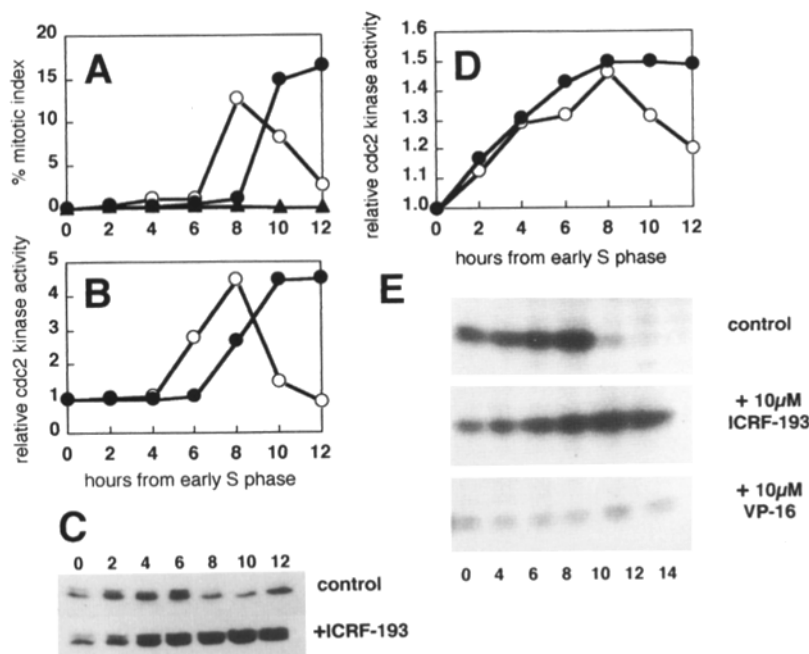 A
% mitotic index
20
15
10
5
0
0 2 4 6 8 10 12
B
relative cdc2 kinase activity
5
4
3
2
1
0
0 2 4 6 8 10 12
hours from early S phase
C
0 2 4 6 8 10 12
control
+ICRF-193
D
relative cdc2 kinase activity
1.6
1.5
1.4
1.3
1.2
1.1
1.0
0 2 4 6 8 10 12
hours from early S phase
E
control
+ 10µM
ICRF-193
+ 10µM
VP-16
0 4 6 8 10 12 14